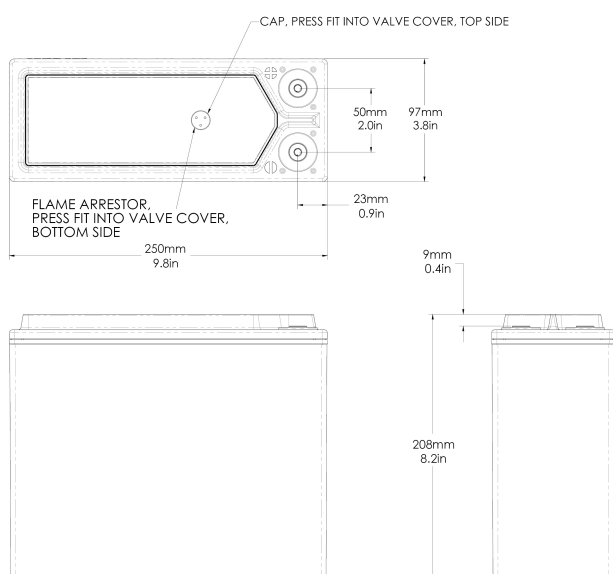 CAP, PRESS FIT INTO VALVE COVER, TOP SIDE
50mm
2.0in
97mm
3.8in
FLAME ARRESTOR,
PRESS FIT INTO VALVE COVER,
BOTTOM SIDE
23mm
0.9in
250mm
9.8in
9mm
0.4in
208mm
8.2in